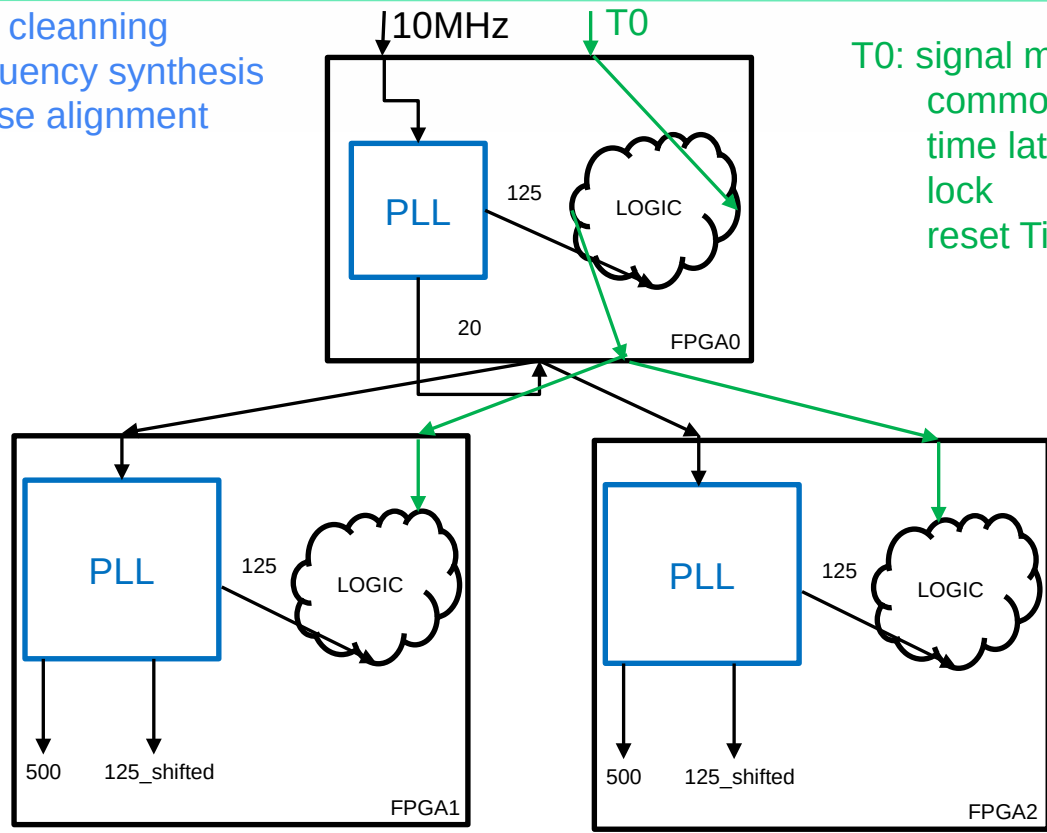 cleanning
uency synthesis
se alignment
10MHz
T0
T0: signal m
commo
time lat
lock
reset Ti
PLL
125
LOGIC
20
FPGA0
PLL
125
LOGIC
500
125_shifted
FPGA1
PLL
125
LOGIC
500
125_shifted
FPGA2